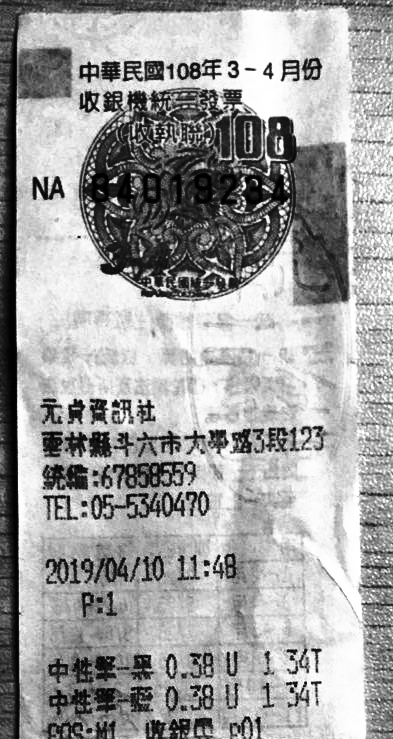 中華民國108年3-4月份
收銀機統一發票
(收執聯)
108
NA 04019234
3-4
中華民國統一發票
元貞資訊社
雲林縣斗六市大學路3段123
統編:67858559
TEL:05-5340470
2019/04/10 11:48
P:1
中性筆-黑 0.38 U 1 34T
中性筆-藍 0.38 U 1 34T
POS:M1 收銀員 p01